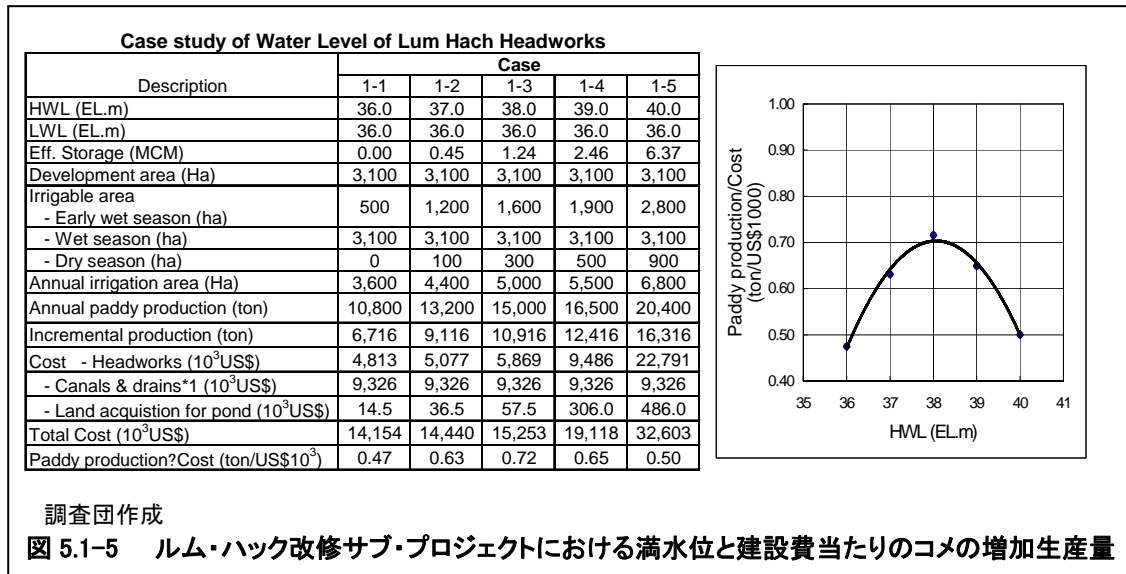 Case study of Water Level of Lum Hach Headworks
Description Case
1-1 1-2 1-3 1-4 1-5
HWL (EL.m) 36.0 37.0 38.0 39.0 40.0
LWL (EL.m) 36.0 36.0 36.0 36.0 36.0
Eff. Storage (MCM) 0.00 0.45 1.24 2.46 6.37
Development area (Ha) 3,100 3,100 3,100 3,100 3,100
Irrigable area
- Early wet season (ha) 500 1,200 1,600 1,900 2,800
- Wet season (ha) 3,100 3,100 3,100 3,100 3,100
- Dry season (ha) 0 100 300 500 900
Annual irrigation area (Ha) 3,600 4,400 5,000 5,500 6,800
Annual paddy production (ton) 10,800 13,200 15,000 16,500 20,400
Incremental production (ton) 6,716 9,116 10,916 12,416 16,316
Cost - Headworks (10³US$) 4,813 5,077 5,869 9,486 22,791
- Canals & drains*1 (10³US$) 9,326 9,326 9,326 9,326 9,326
- Land acquistion for pond (10³US$) 14.5 36.5 57.5 306.0 486.0
Total Cost (10³US$) 14,154 14,440 15,253 19,118 32,603
Paddy production?Cost (ton/US$10³) 0.47 0.63 0.72 0.65 0.50
Paddy production/Cost
(ton/US$1000)
1.00
0.90
0.80
0.70
0.60
0.50
0.40
35 36 37 38 39 40 41
HWL (EL.m)
調査団作成
図 5.1-5 ルム・ハック改修サブ・プロジェクトにおける満水位と建設費当たりのコメの増加生産量